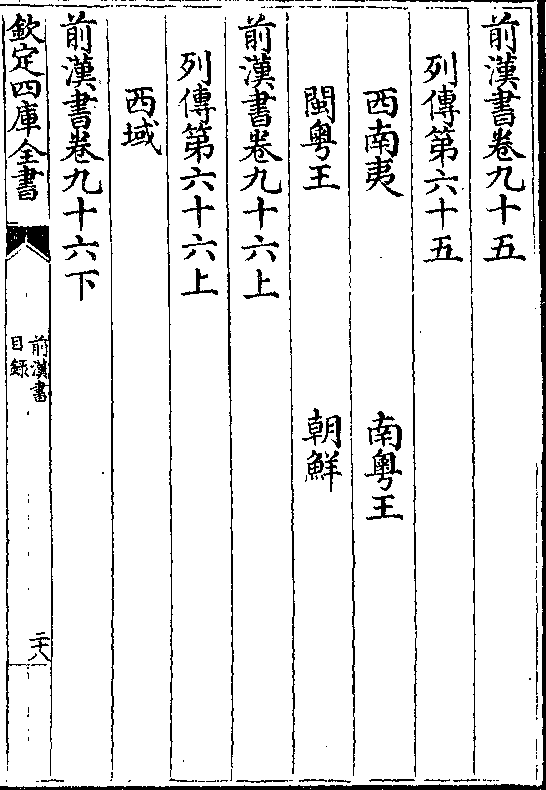 前漢書卷九十五
列傳第六十五
西南夷　南粤王
閩粤王　朝鮮
前漢書卷九十六上
列傳第六十六上
西域
前漢書卷九十六下
欽定四庫全書
前漢書
目錄
二十八